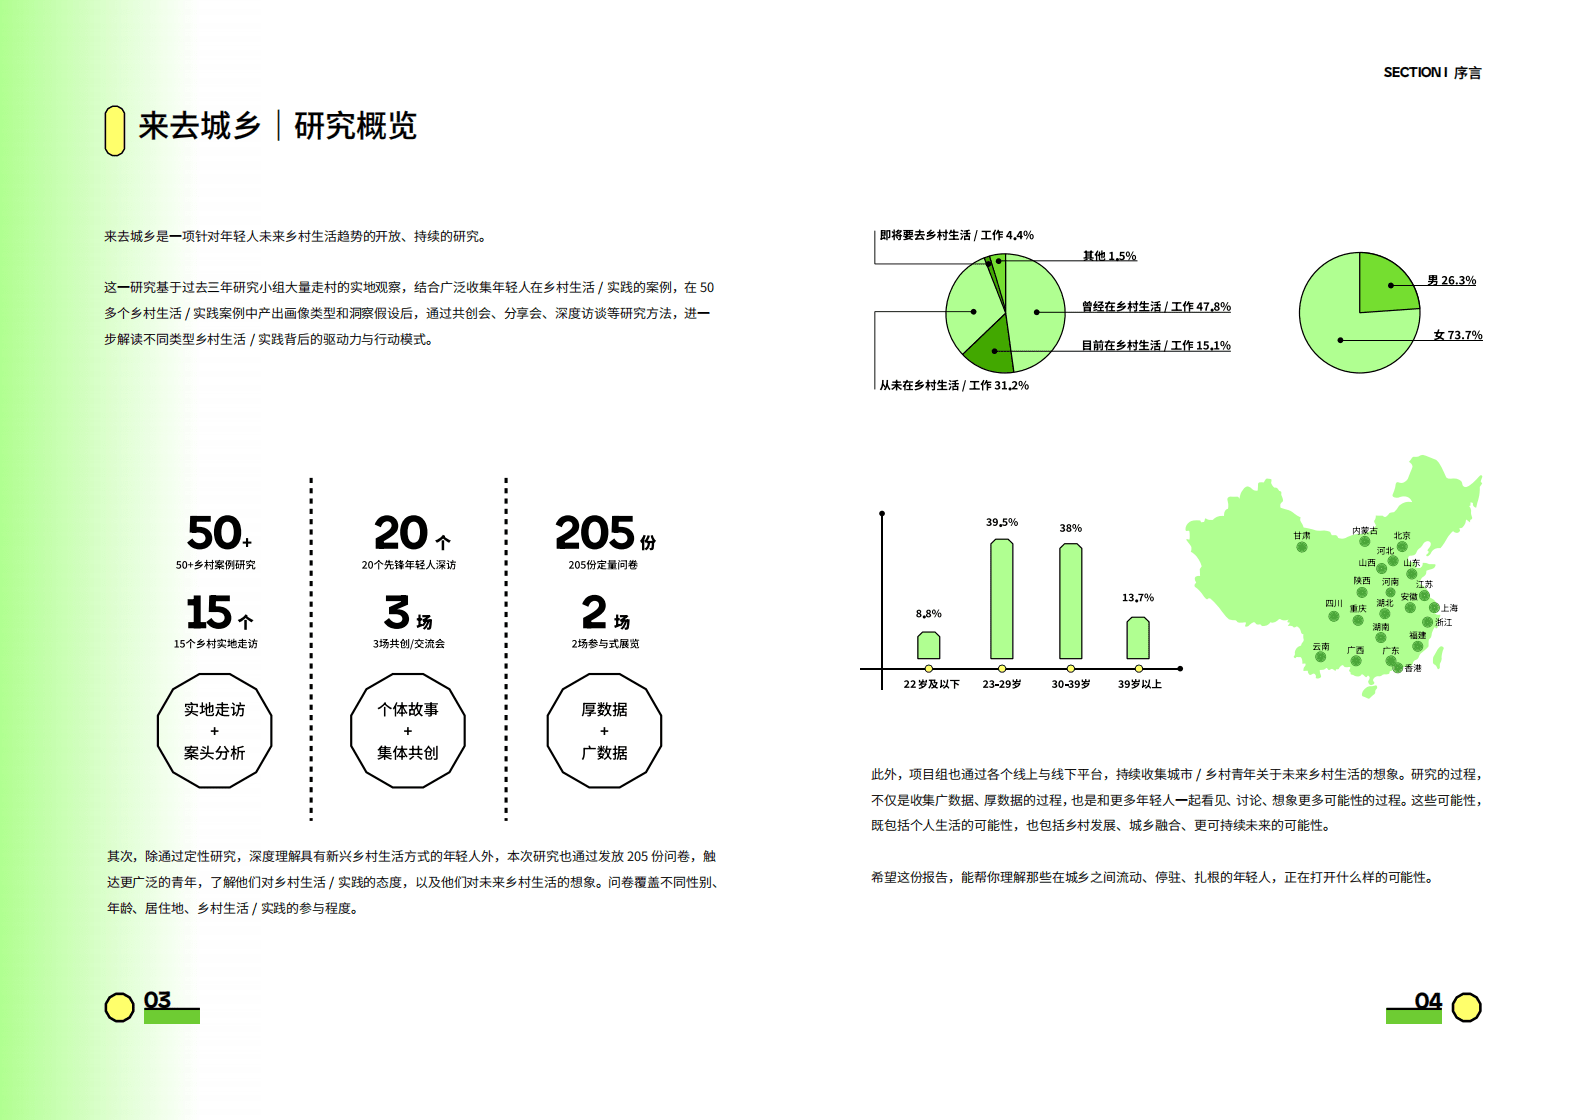 SECTION I 序言
来去城乡｜研究概览
来去城乡是一项针对年轻人未来乡村生活趋势的开放、持续的研究。
这一研究基于过去三年研究小组大量走村的实地观察，结合广泛收集年轻人在乡村生活 / 实践的案例，在 50
多个乡村生活 / 实践案例中产出画像类型和洞察假设后，通过共创会、分享会、深度访谈等研究方法，进一
步解读不同类型乡村生活 / 实践背后的驱动力与行动模式。
50+
50+乡村案例研究
20 个
20个先锋年轻人深访
205 份
205份定量问卷
15 个
15个乡村实地走访
3 场
3场共创/交流会
2 场
2场参与式展览
实地走访
+
案头分析
个体故事
+
集体共创
厚数据
+
广数据
其次，除通过定性研究，深度理解具有新兴乡村生活方式的年轻人外，本次研究也通过发放 205 份问卷，触
达更广泛的青年，了解他们对乡村生活 / 实践的态度，以及他们对未来乡村生活的想象。问卷覆盖不同性别、
年龄、居住地、乡村生活 / 实践的参与程度。
03
即将要去乡村生活 / 工作 4.4%
其他 1.5%
曾经在乡村生活 / 工作 47.8%
目前在乡村生活 / 工作 15.1%
从未在乡村生活 / 工作 31.2%
男 26.3%
女 73.7%
8.8%
39.5%
38%
13.7%
22岁及以下
23-29岁
30-39岁
39岁以上
甘肃
内蒙古
北京
河北
山西
山东
陕西
河南
江苏
四川
重庆
湖北
安徽
上海
浙江
湖南
福建
云南
广西
广东
香港
此外，项目组也通过各个线上与线下平台，持续收集城市 / 乡村青年关于未来乡村生活的想象。研究的过程，
不仅是收集广数据、厚数据的过程，也是和更多年轻人一起看见、讨论、想象更多可能性的过程。这些可能性，
既包括个人生活的可能性，也包括乡村发展、城乡融合、更可持续未来的可能性。
希望这份报告，能帮你理解那些在城乡之间流动、停驻、扎根的年轻人，正在打开什么样的可能性。
04